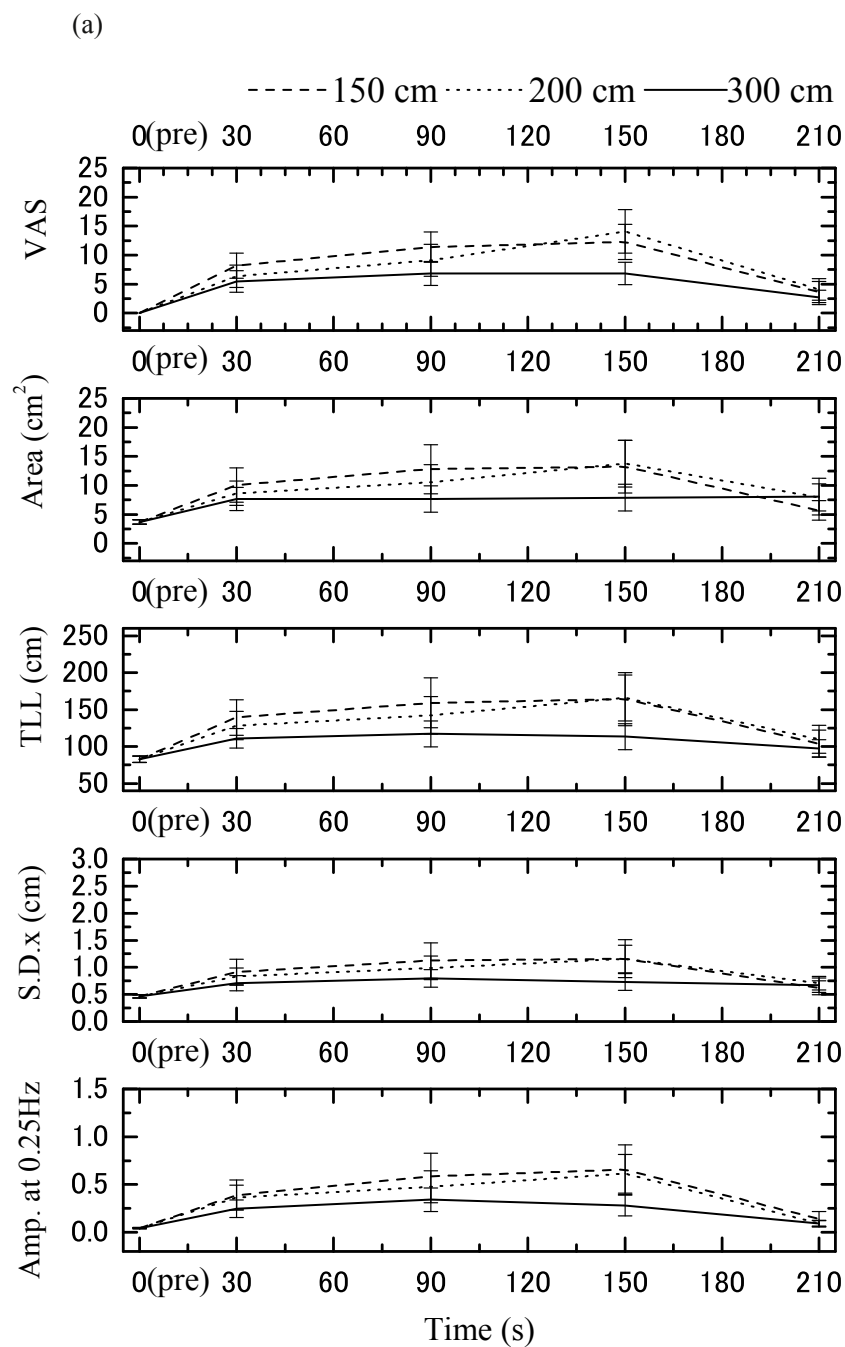 (a)
150 cm 200 cm 300 cm
0(pre) 30 60 90 120 150 180 210
VAS
25
20
15
10
5
0
0(pre) 30 60 90 120 150 180 210
Area (cm²)
25
20
15
10
5
0
0(pre) 30 60 90 120 150 180 210
TLL (cm)
250
200
150
100
50
0(pre) 30 60 90 120 150 180 210
S.D.x (cm)
3.0
2.5
2.0
1.5
1.0
0.5
0.0
0(pre) 30 60 90 120 150 180 210
Amp. at 0.25Hz
1.5
1.0
0.5
0.0
0(pre) 30 60 90 120 150 180 210
Time (s)